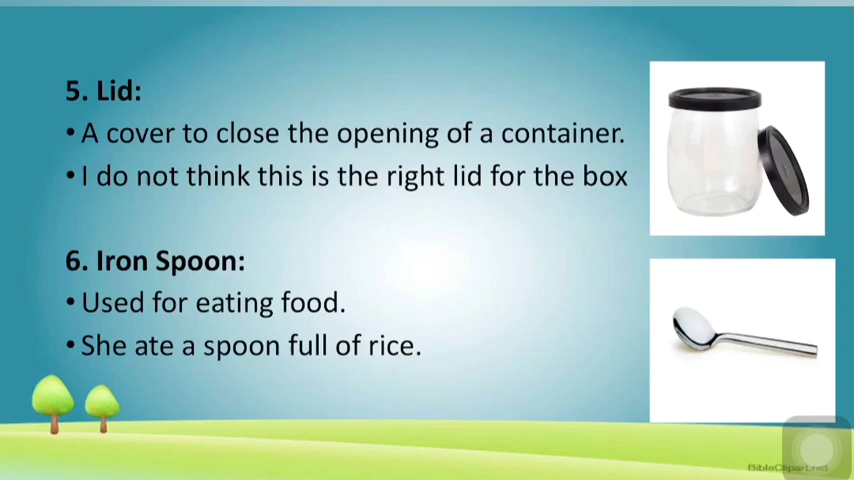 5. Lid:
• A cover to close the opening of a container.
• I do not think this is the right lid for the box
6. Iron Spoon:
• Used for eating food.
• She ate a spoon full of rice.
BibleClipart.net